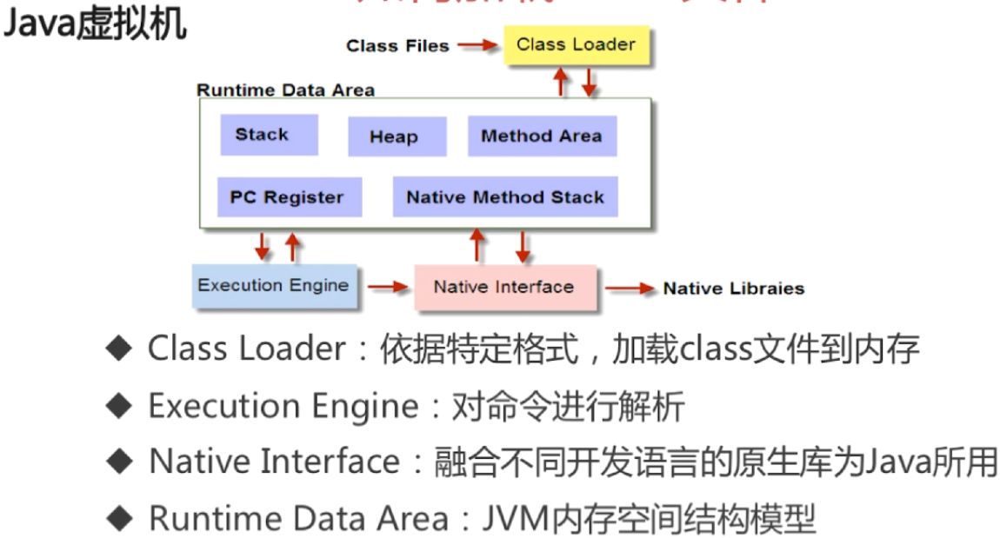 Java虚拟机
Class Files
Class Loader
Runtime Data Area
Stack
Heap
Method Area
PC Register
Native Method Stack
Execution Engine
Native Interface
Native Libraies
◆ Class Loader：依据特定格式，加载class文件到内存
◆ Execution Engine：对命令进行解析
◆ Native Interface：融合不同开发语言的原生库为Java所用
◆ Runtime Data Area：JVM内存空间结构模型